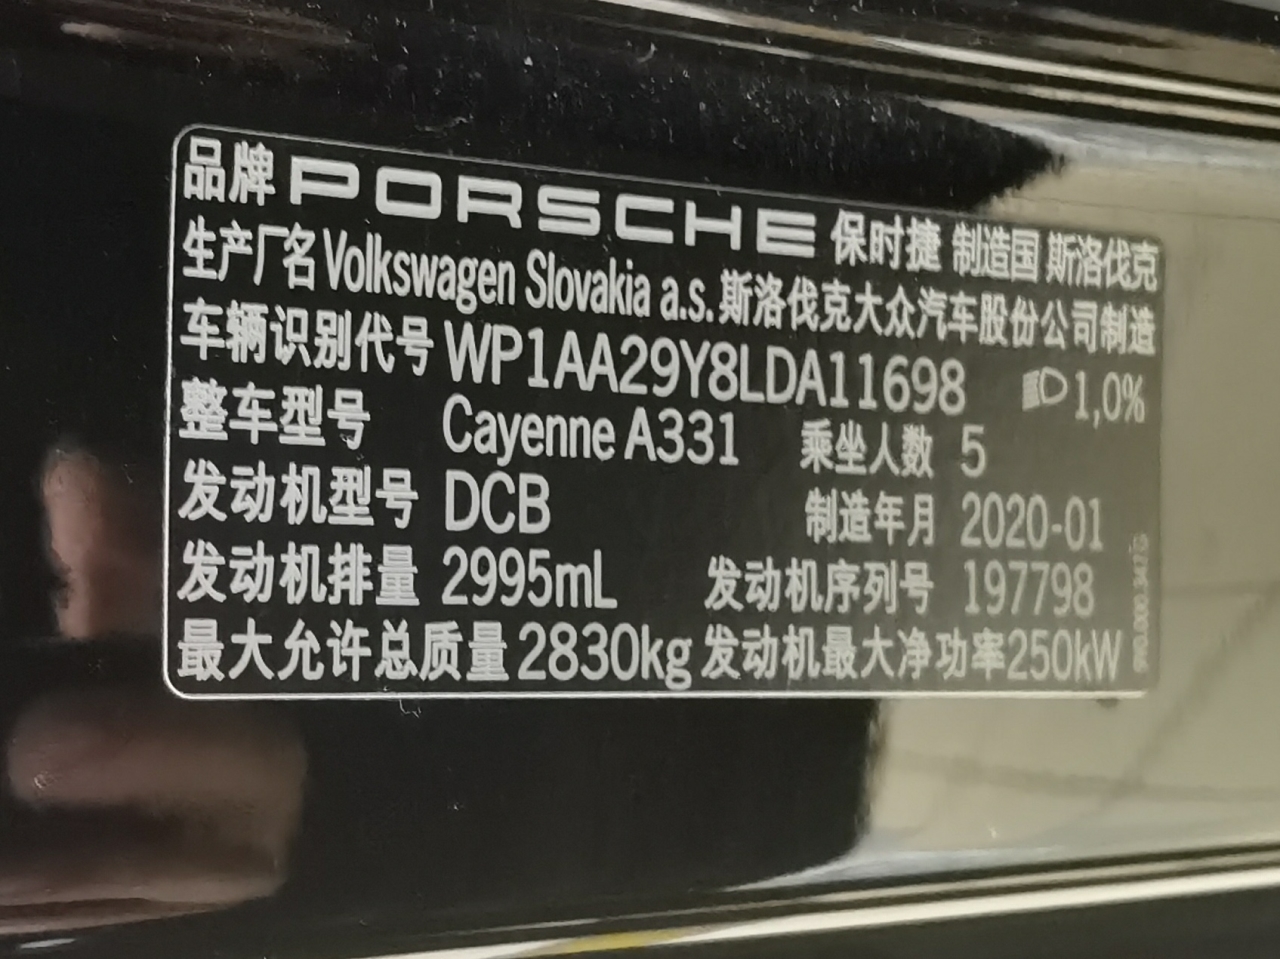 品牌 PORSCHE 保时捷 制造国 斯洛伐克
生产厂名 Volkswagen Slovakia a.s. 斯洛伐克大众汽车股份公司制造
车辆识别代号 WP1AA29Y8LDA11698 1,0%
整车型号 Cayenne A331 乘坐人数 5
发动机型号 DCB 制造年月 2020-01
发动机排量 2995mL 发动机序列号 197798
最大允许总质量 2830kg 发动机最大净功率 250kW